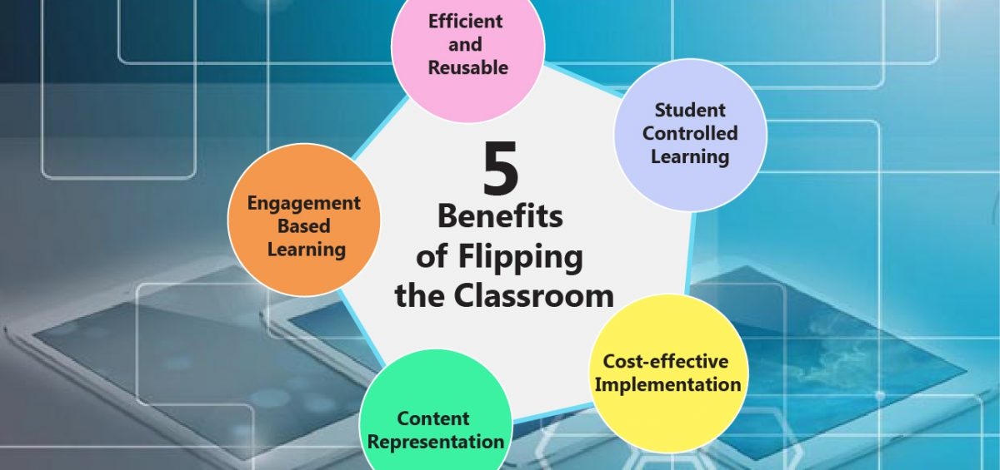 Efficient
and
Reusable
Student
Controlled
Learning
5
Benefits
of Flipping
the Classroom
Engagement
Based
Learning
Cost-effective
Implementation
Content
Representation